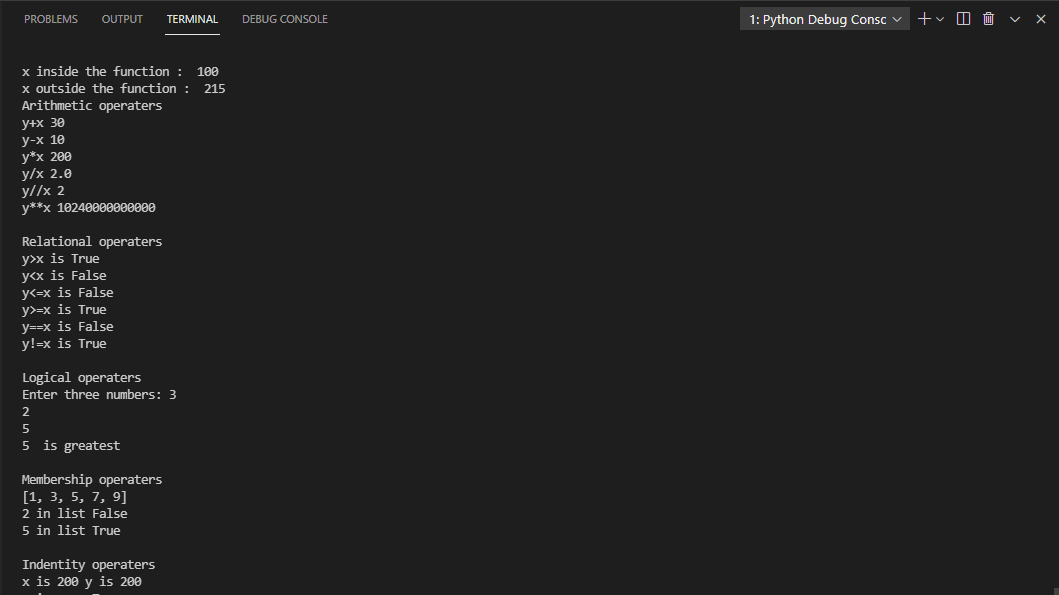 PROBLEMS OUTPUT TERMINAL DEBUG CONSOLE 1: Python Debug Consc
x inside the function :  100
x outside the function :  215
Arithmetic operaters
y+x 30
y-x 10
y*x 200
y/x 2.0
y//x 2
y**x 10240000000000
Relational operaters
y>x is True
y<x is False
y<=x is False
y>=x is True
y==x is False
y!=x is True
Logical operaters
Enter three numbers: 3
2
5
5  is greatest
Membership operaters
[1, 3, 5, 7, 9]
2 in list False
5 in list True
Indentity operaters
x is 200 y is 200